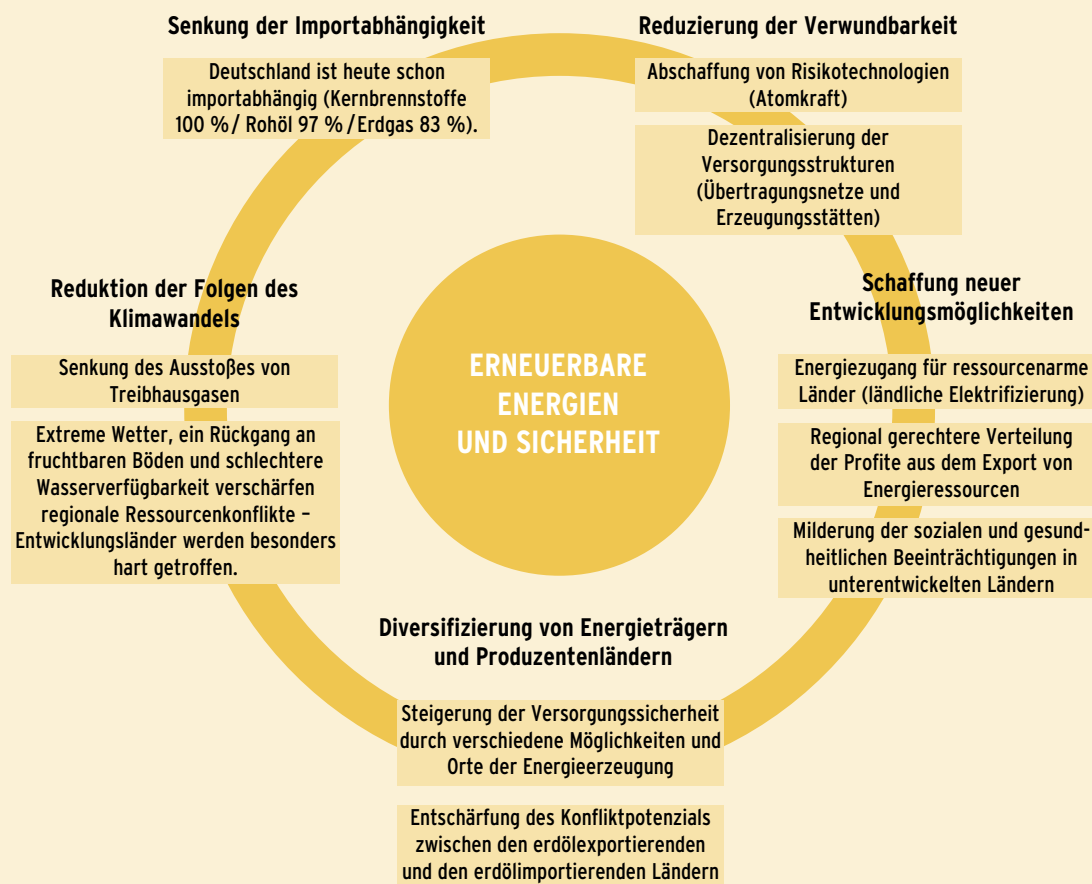 Senkung der Importabhängigkeit
Deutschland ist heute schon
importabhängig (Kernbrennstoffe
100 % / Rohöl 97 % / Erdgas 83 %).
Reduzierung der Verwundbarkeit
Abschaffung von Risikotechnologien
(Atomkraft)
Dezentralisierung der
Versorgungsstrukturen
(Übertragungsnetze und
Erzeugungsstätten)
Reduktion der Folgen des
Klimawandels
Senkung des Ausstoßes von
Treibhausgasen
Extreme Wetter, ein Rückgang an
fruchtbaren Böden und schlechtere
Wasserverfügbarkeit verschärfen
regionale Ressourcenkonflikte –
Entwicklungsländer werden besonders
hart getroffen.
ERNEUERBARE
ENERGIEN
UND SICHERHEIT
Schaffung neuer
Entwicklungsmöglichkeiten
Energiezugang für ressourcenarme
Länder (ländliche Elektrifizierung)
Regional gerechtere Verteilung
der Profite aus dem Export von
Energieressourcen
Milderung der sozialen und gesund-
heitlichen Beeinträchtigungen in
unterentwickelten Ländern
Diversifizierung von Energieträgern
und Produzentenländern
Steigerung der Versorgungssicherheit
durch verschiedene Möglichkeiten und
Orte der Energieerzeugung
Entschärfung des Konfliktpotenzials
zwischen den erdölexportierenden
und den erdölimportierenden Ländern